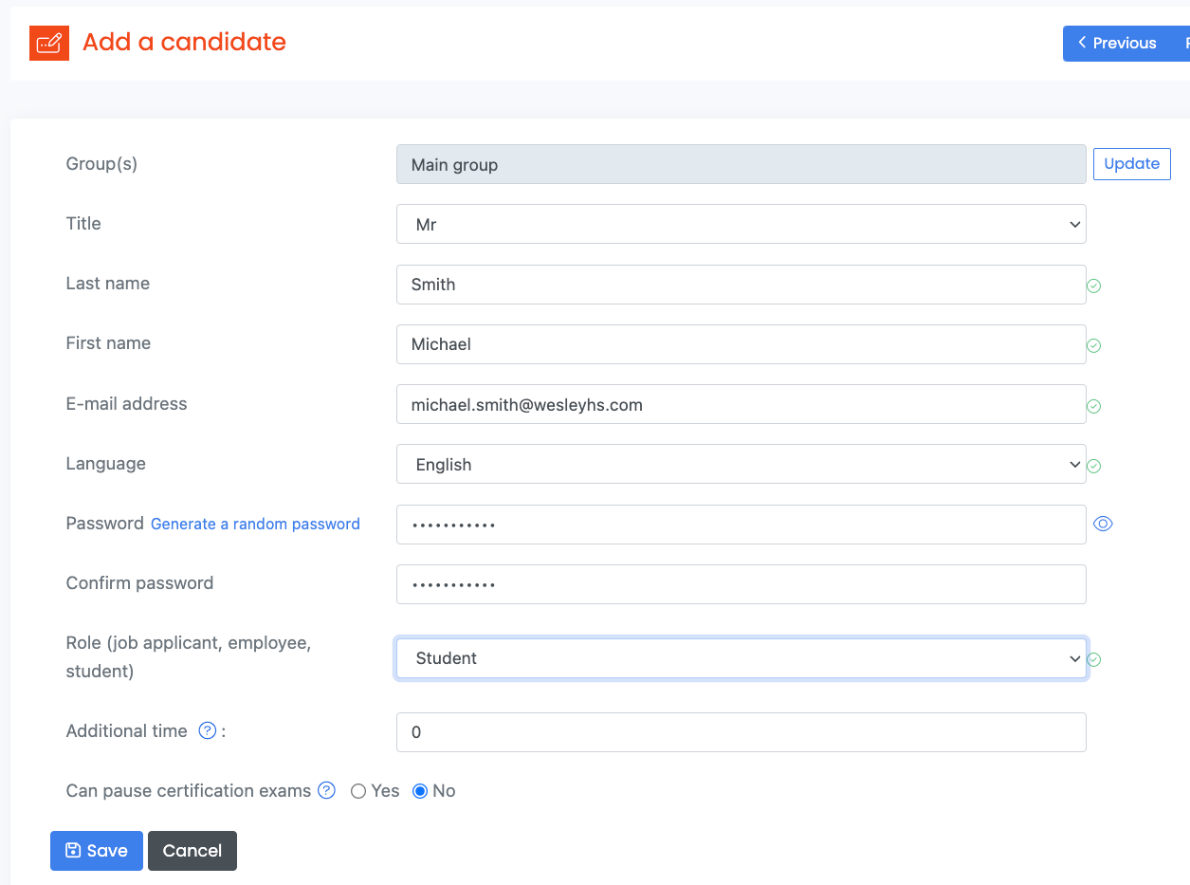 Add a candidate
Previous
Group(s)
Main group
Update
Title
Mr
Last name
Smith
First name
Michael
E-mail address
michael.smith@wesleyhs.com
Language
English
Password Generate a random password
•••••••••••
Confirm password
•••••••••••
Role (job applicant, employee,
student)
Student
Additional time ? :
0
Can pause certification exams ? Yes No
Save Cancel